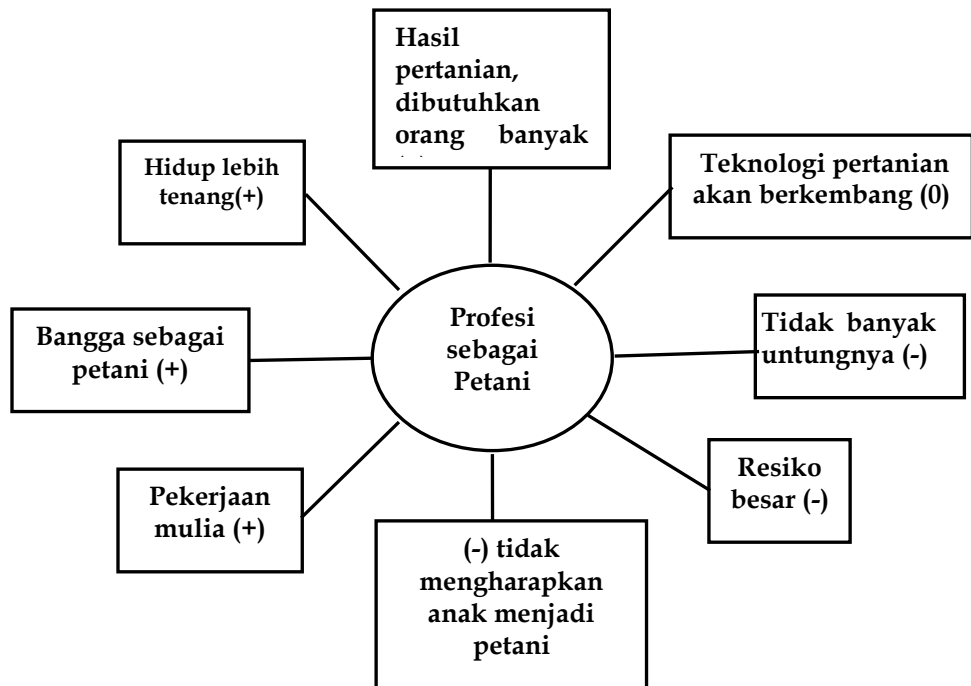 Hasil
pertanian,
dibutuhkan
orang banyak
Hidup lebih
tenang(+)
Teknologi pertanian
akan berkembang (0)
Profesi
sebagai
Petani
Bangga sebagai
petani (+)
Tidak banyak
untungnya (-)
Pekerjaan
mulia (+)
Resiko
besar (-)
(-) tidak
mengharapkan
anak menjadi
petani